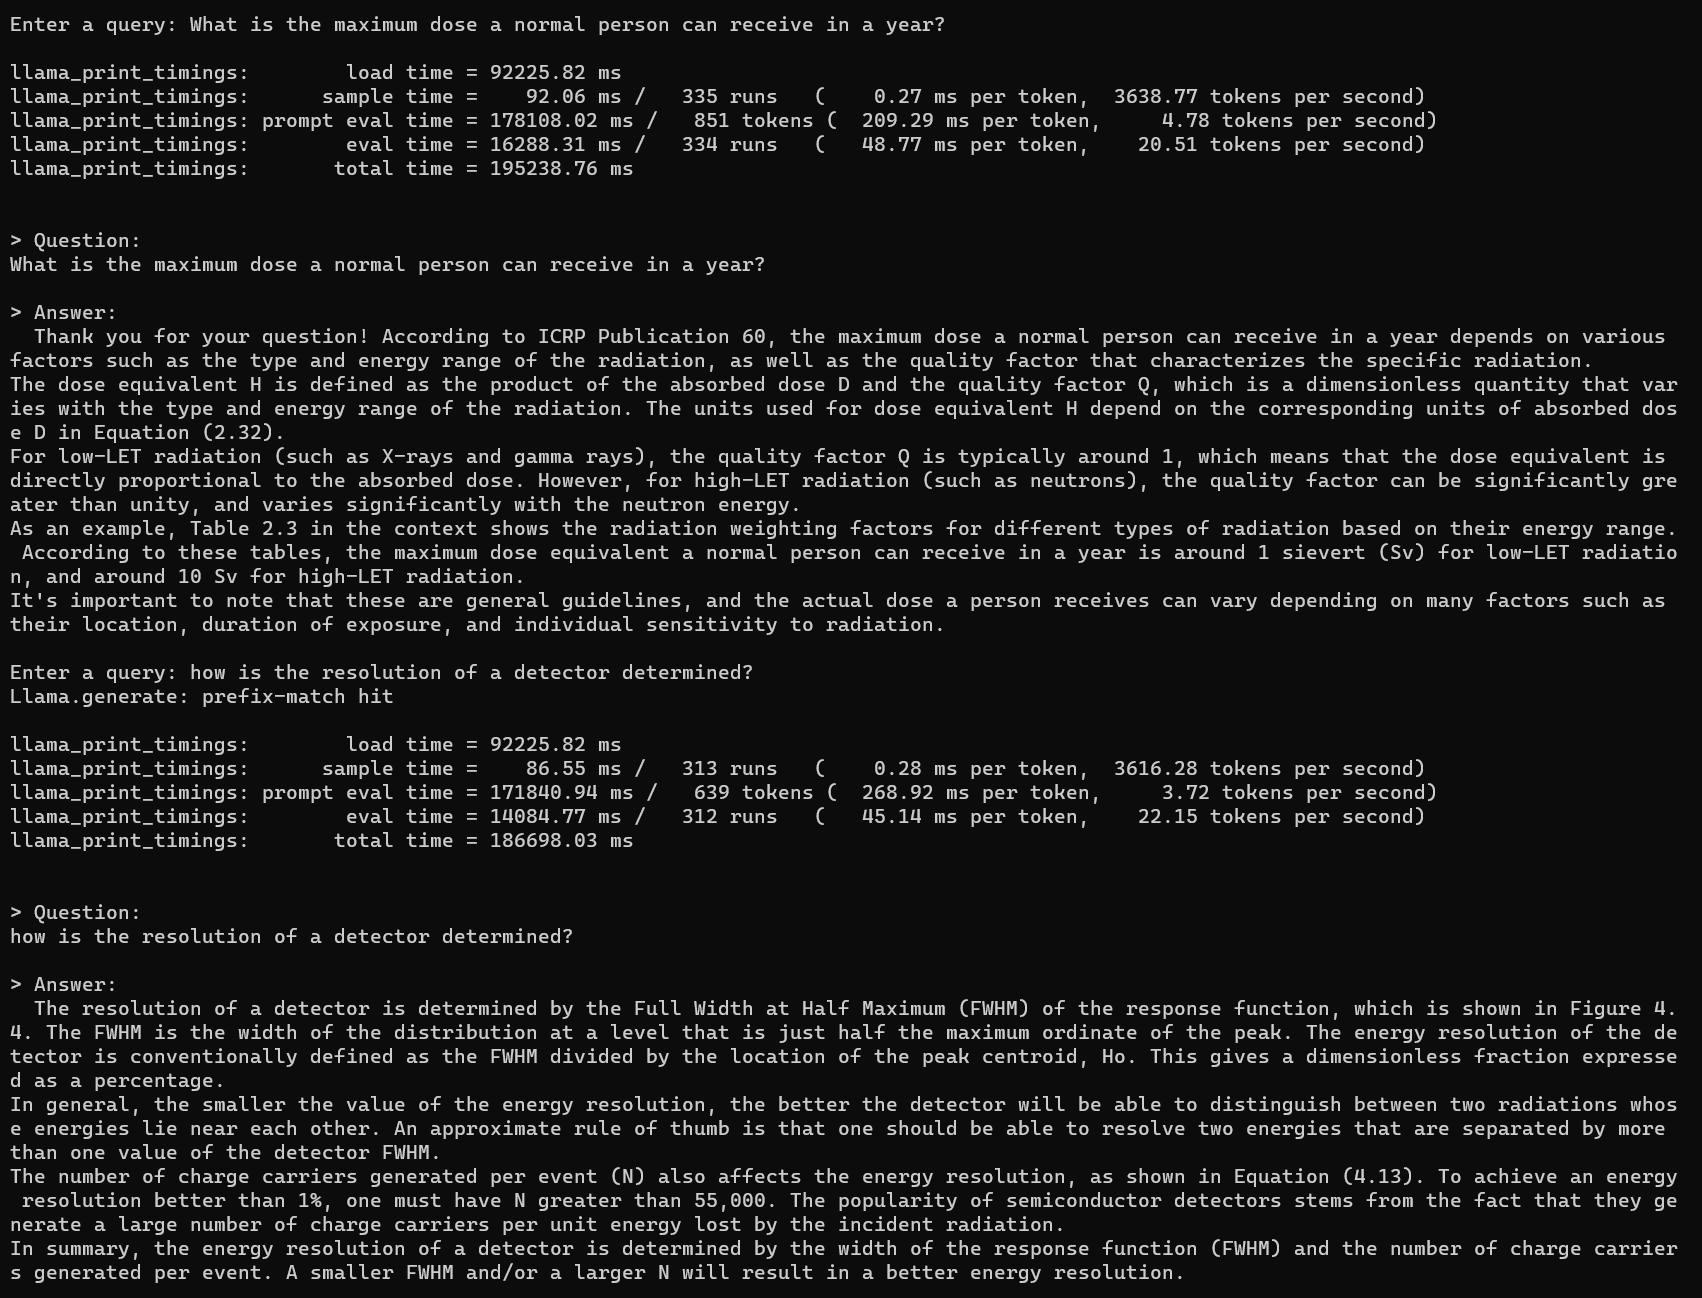 Enter a query: What is the maximum dose a normal person can receive in a year?
llama_print_timings:        load time = 92225.82 ms
llama_print_timings:      sample time =    92.06 ms /   335 runs   (    0.27 ms per token,  3638.77 tokens per second)
llama_print_timings: prompt eval time = 178108.02 ms /   851 tokens (  209.29 ms per token,     4.78 tokens per second)
llama_print_timings:        eval time = 16288.31 ms /   334 runs   (   48.77 ms per token,    20.51 tokens per second)
llama_print_timings:       total time = 195238.76 ms
> Question:
What is the maximum dose a normal person can receive in a year?
> Answer:
  Thank you for your question! According to ICRP Publication 60, the maximum dose a normal person can receive in a year depends on various
factors such as the type and energy range of the radiation, as well as the quality factor that characterizes the specific radiation.
The dose equivalent H is defined as the product of the absorbed dose D and the quality factor Q, which is a dimensionless quantity that var
ies with the type and energy range of the radiation. The units used for dose equivalent H depend on the corresponding units of absorbed dos
e D in Equation (2.32).
For low-LET radiation (such as X-rays and gamma rays), the quality factor Q is typically around 1, which means that the dose equivalent is
directly proportional to the absorbed dose. However, for high-LET radiation (such as neutrons), the quality factor can be significantly gre
ater than unity, and varies significantly with the neutron energy.
As an example, Table 2.3 in the context shows the radiation weighting factors for different types of radiation based on their energy range.
 According to these tables, the maximum dose equivalent a normal person can receive in a year is around 1 sievert (Sv) for low-LET radiatio
n, and around 10 Sv for high-LET radiation.
It's important to note that these are general guidelines, and the actual dose a person receives can vary depending on many factors such as
their location, duration of exposure, and individual sensitivity to radiation.
Enter a query: how is the resolution of a detector determined?
Llama.generate: prefix-match hit
llama_print_timings:        load time = 92225.82 ms
llama_print_timings:      sample time =    86.55 ms /   313 runs   (    0.28 ms per token,  3616.28 tokens per second)
llama_print_timings: prompt eval time = 171840.94 ms /   639 tokens (  268.92 ms per token,     3.72 tokens per second)
llama_print_timings:        eval time = 14084.77 ms /   312 runs   (   45.14 ms per token,    22.15 tokens per second)
llama_print_timings:       total time = 186698.03 ms
> Question:
how is the resolution of a detector determined?
> Answer:
  The resolution of a detector is determined by the Full Width at Half Maximum (FWHM) of the response function, which is shown in Figure 4.
4. The FWHM is the width of the distribution at a level that is just half the maximum ordinate of the peak. The energy resolution of the de
tector is conventionally defined as the FWHM divided by the location of the peak centroid, Ho. This gives a dimensionless fraction expresse
d as a percentage.
In general, the smaller the value of the energy resolution, the better the detector will be able to distinguish between two radiations whos
e energies lie near each other. An approximate rule of thumb is that one should be able to resolve two energies that are separated by more
than one value of the detector FWHM.
The number of charge carriers generated per event (N) also affects the energy resolution, as shown in Equation (4.13). To achieve an energy
 resolution better than 1%, one must have N greater than 55,000. The popularity of semiconductor detectors stems from the fact that they ge
nerate a large number of charge carriers per unit energy lost by the incident radiation.
In summary, the energy resolution of a detector is determined by the width of the response function (FWHM) and the number of charge carrier
s generated per event. A smaller FWHM and/or a larger N will result in a better energy resolution.